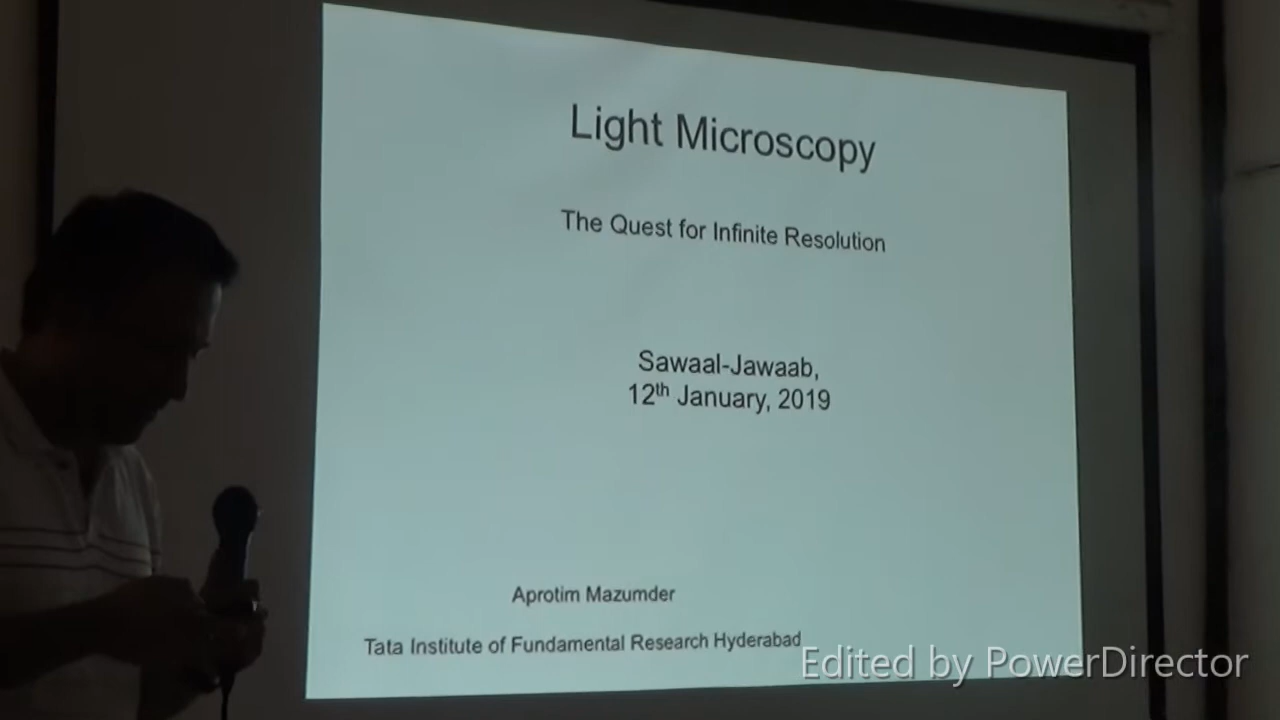 Light Microscopy
The Quest for Infinite Resolution
Sawaal-Jawaab,
12th January, 2019
Aprotim Mazumder
Tata Institute of Fundamental Research Hyderabad
Edited by PowerDirector